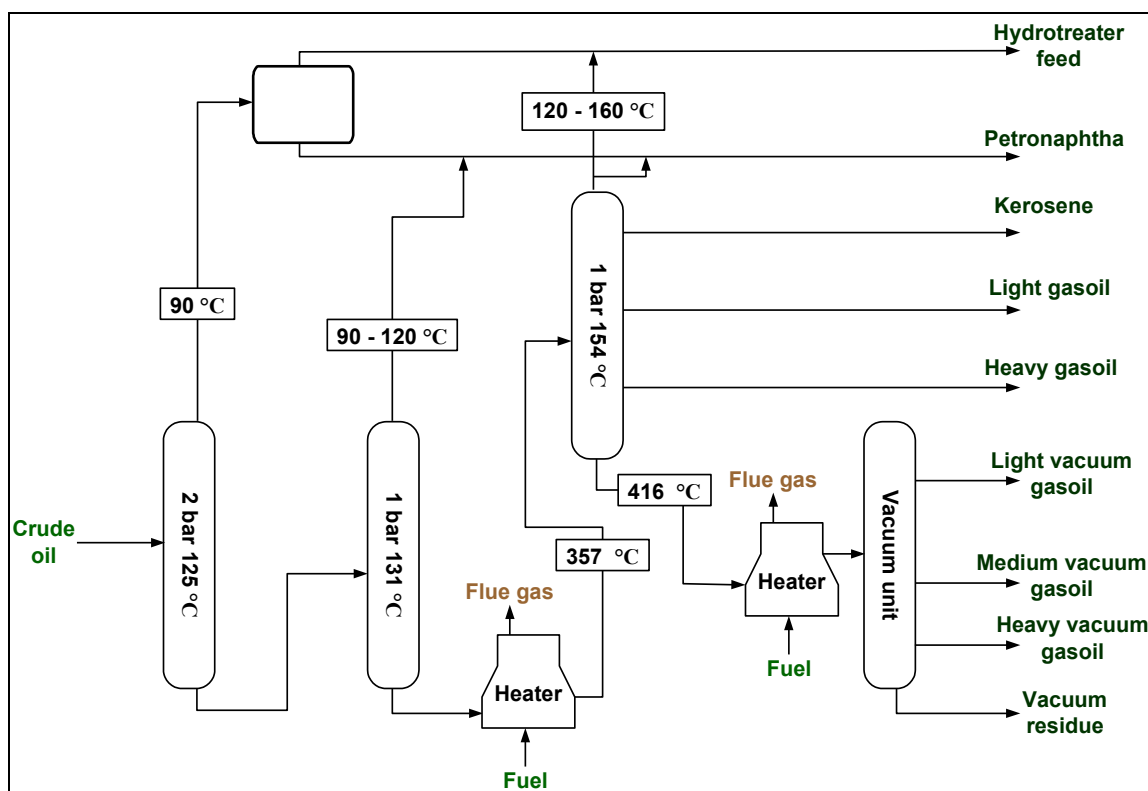 Hydrotreater
feed
120 - 160 °C
Petronaphtha
Kerosene
90 °C
90 - 120 °C
1 bar 154 °C
Light gasoil
Heavy gasoil
Light vacuum
gasoil
Flue gas
416 °C
Crude
oil
2 bar 125 °C
1 bar 131 °C
357 °C
Heater
Vacuum unit
Medium vacuum
gasoil
Flue gas
Heavy vacuum
gasoil
Fuel
Heater
Vacuum
residue
Fuel